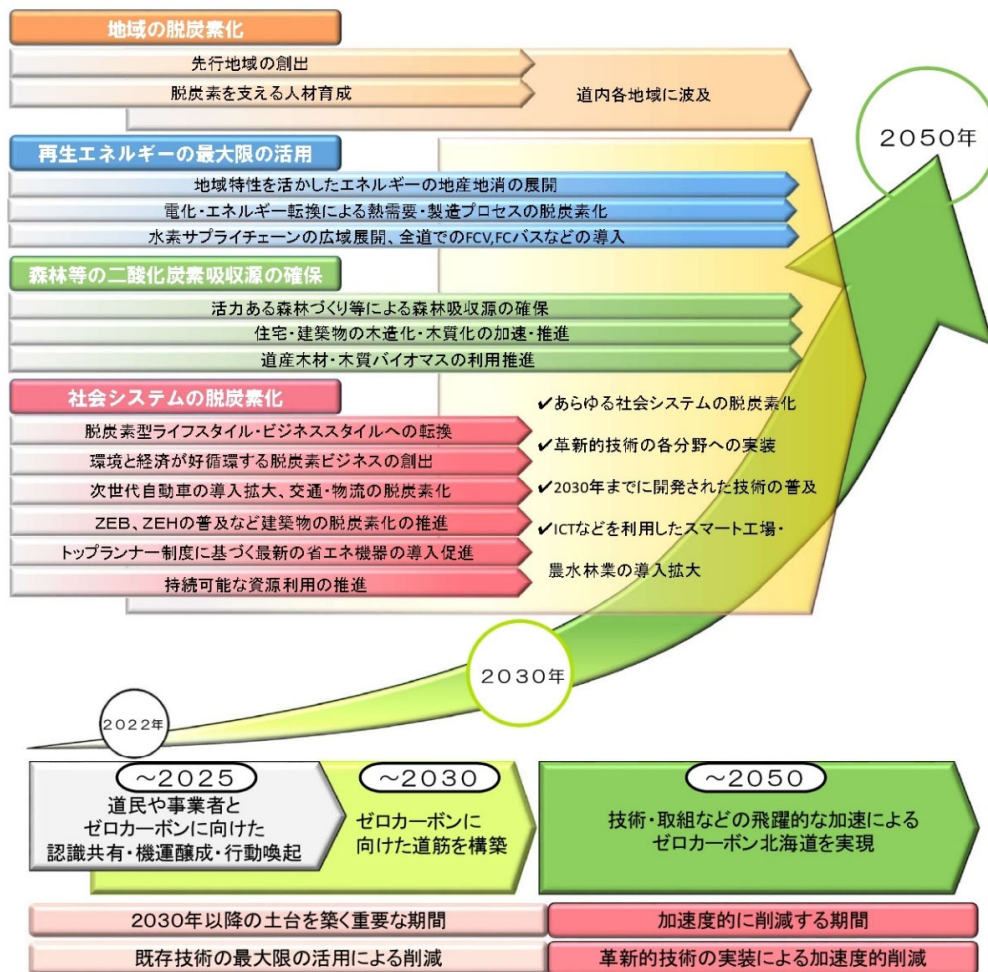 地域の脱炭素化
先行地域の創出
脱炭素を支える人材育成
道内各地域に波及
2050年
再生エネルギーの最大限の活用
地域特性を活かしたエネルギーの地産地消の展開
電化・エネルギー転換による熱需要・製造プロセスの脱炭素化
水素サプライチェーンの広域展開、全道でのFCV,FCバスなどの導入
森林等の二酸化炭素吸収源の確保
活力ある森林づくり等による森林吸収源の確保
住宅・建築物の木造化・木質化の加速・推進
道産木材・木質バイオマスの利用推進
社会システムの脱炭素化
脱炭素型ライフスタイル・ビジネススタイルへの転換
環境と経済が好循環する脱炭素ビジネスの創出
次世代自動車の導入拡大、交通・物流の脱炭素化
ZEB、ZEHの普及など建築物の脱炭素化の推進
トップランナー制度に基づく最新の省エネ機器の導入促進
持続可能な資源利用の推進
✓あらゆる社会システムの脱炭素化
✓革新的技術の各分野への実装
✓2030年までに開発された技術の普及
✓ICTなどを利用したスマート工場・
農水林業の導入拡大
2030年
2022年
～2025
道民や事業者と
ゼロカーボンに向けた
認識共有・機運醸成・行動喚起
～2030
ゼロカーボンに
向けた道筋を構築
～2050
技術・取組などの飛躍的な加速による
ゼロカーボン北海道を実現
2030年以降の土台を築く重要な期間
加速度的に削減する期間
既存技術の最大限の活用による削減
革新的技術の実装による加速度的削減